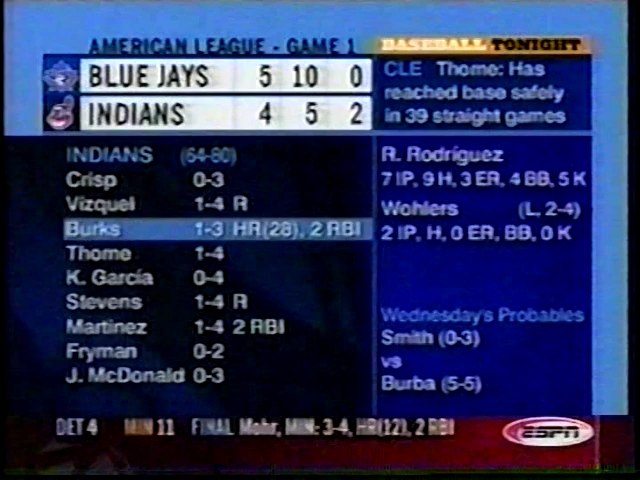 AMERICAN LEAGUE - GAME 1
BASEBALL TONIGHT
BLUE JAYS 5 10 0
INDIANS 4 5 2
CLE Thome: Has
reached base safely
in 39 straight games
INDIANS (64-80)
Crisp 0-3
Vizquel 1-4 R
Burks 1-3 HR(28), 2 RBI
Thome 1-4
K. Garcia 0-4
Stevens 1-4 R
Martinez 1-4 2 RBI
Fryman 0-2
J. McDonald 0-3
R. Rodriguez
7 IP, 9 H, 3 ER, 4 BB, 5 K
Wohlers (L, 2-4)
2 IP, H, 0 ER, BB, 0 K
Wednesday's Probables
Smith (0-3)
vs
Burba (5-5)
DET 4 MIN 11 FINAL Mohr, MIN: 3-4, HR(12), 2 RBI
ESPN